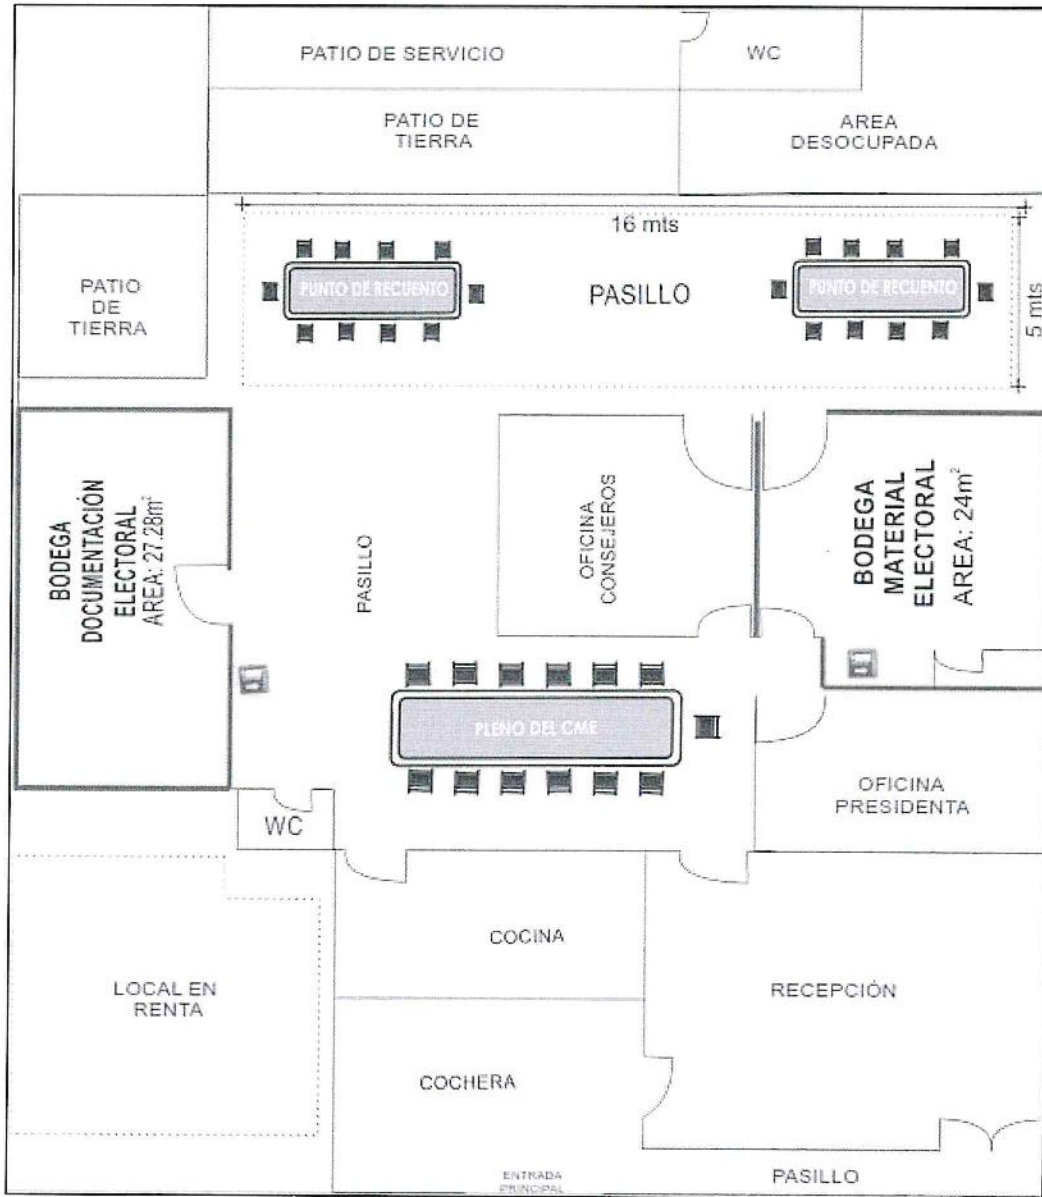 PATIO DE SERVICIO
WC
PATIO DE
TIERRA
AREA
DESOCUPADA
16 mts
PATIO
DE
TIERRA
PUNTO DE RECUENTO
PASILLO
PUNTO DE RECUENTO
5 mts
BODEGA
DOCUMENTACIÓN
ELECTORAL
AREA: 27.28m²
PASILLO
OFICINA
CONSEJEROS
BODEGA
MATERIAL
ELECTORAL
AREA: 24m²
PLENO DEL CME
OFICINA
PRESIDENTA
WC
COCINA
LOCAL EN
RENTA
RECEPCIÓN
COCHERA
ENTRADA
PRINCIPAL
PASILLO